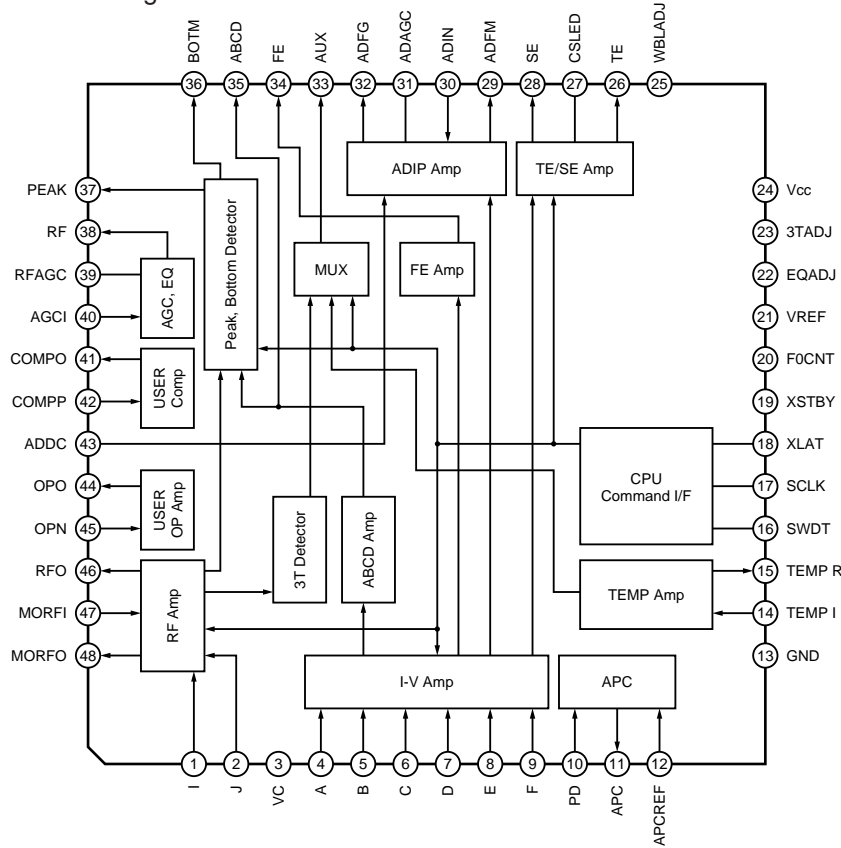 BOTM
ABCD
FE
AUX
ADFG
ADAGC
ADIN
ADFM
SE
CSLED
TE
WBLADJ
36
35
34
33
32
31
30
29
28
27
26
25
PEAK 37
RF 38
RFAGC 39
AGCI 40
COMPO 41
COMPP 42
ADDC 43
OPO 44
OPN 45
RFO 46
MORFI 47
MORFO 48
ADIP Amp
TE/SE Amp
Peak, Bottom Detector
MUX
FE Amp
AGC, EQ
USER
Comp
USER
OP Amp
3T Detector
ABCD Amp
CPU
Command I/F
TEMP Amp
RF Amp
I-V Amp
APC
24 Vcc
23 3TADJ
22 EQADJ
21 VREF
20 F0CNT
19 XSTBY
18 XLAT
17 SCLK
16 SWDT
15 TEMP R
14 TEMP I
13 GND
1
2
3
4
5
6
7
8
9
10
11
12
I
J
VC
A
B
C
D
E
F
PD
APC
APCREF